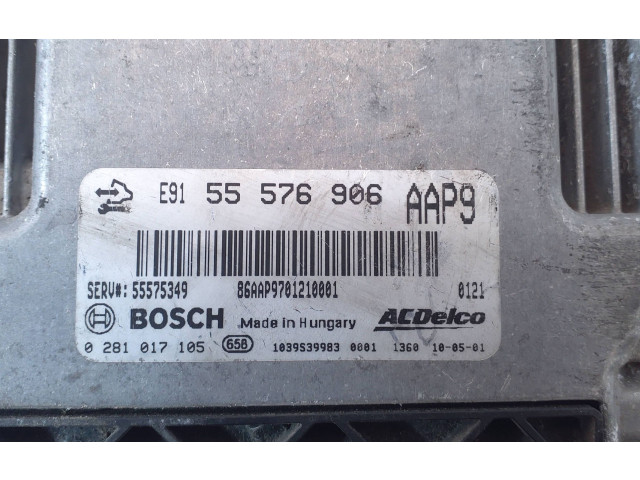 E91 55 576 906 AAP9
SERV#: 55575349 86AAP9701210001 0121
BOSCH Made in Hungary ACDelco
0 281 017 105 658 1039S39983 0001 1360 10-05-01